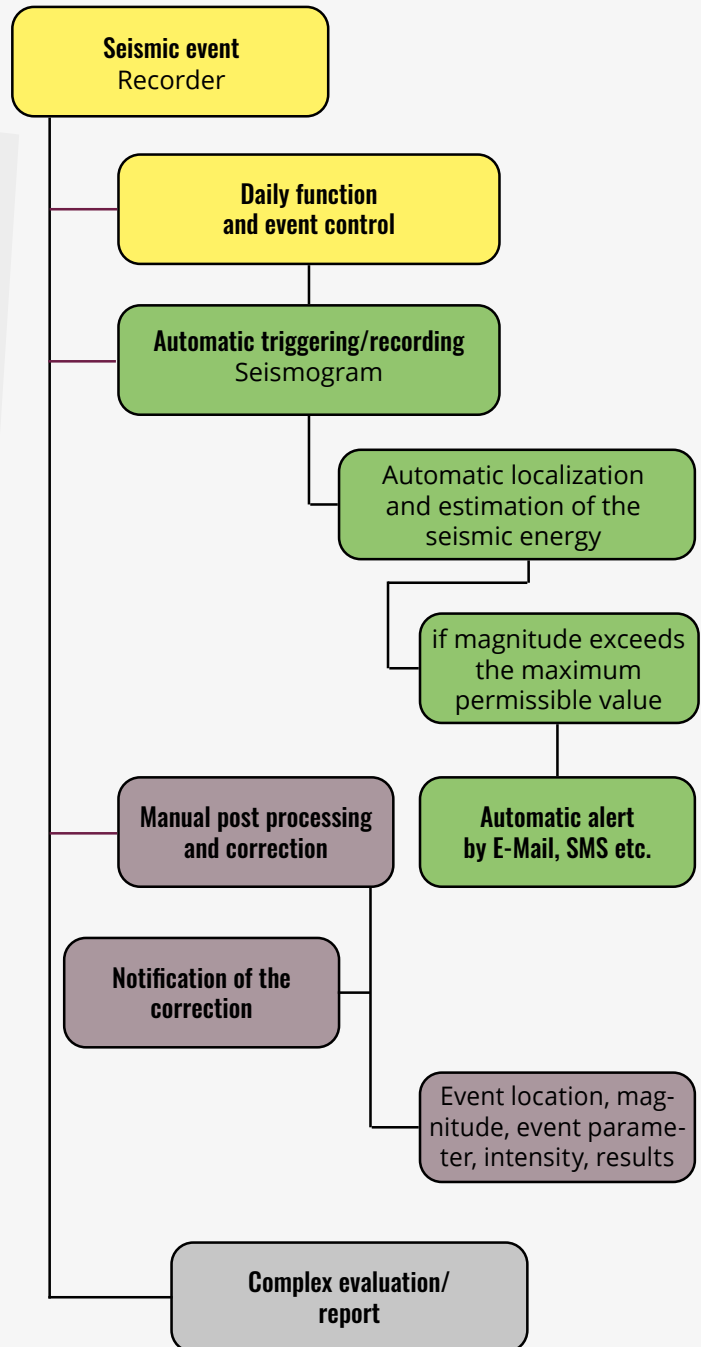 Seismic event
Recorder
Daily function
and event control
Automatic triggering/recording
Seismogram
Automatic localization
and estimation of the
seismic energy
if magnitude exceeds
the maximum
permissible value
Manual post processing
and correction
Automatic alert
by E-Mail, SMS etc.
Notification of the
correction
Event location, mag-
nitude, event parame-
ter, intensity, results
Complex evaluation/
report